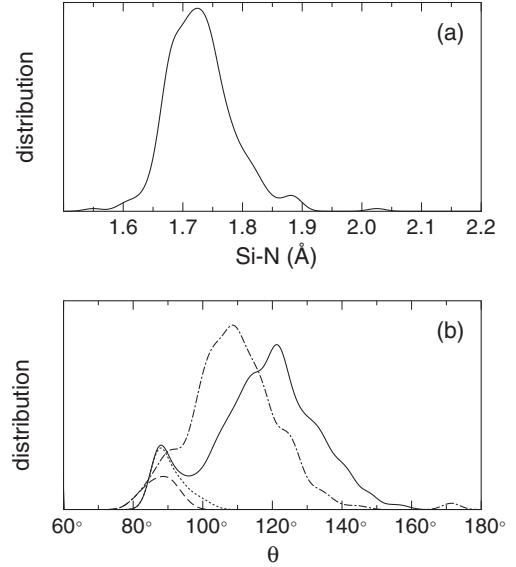 (a)
distribution
1.6 1.7 1.8 1.9 2.0 2.1 2.2
Si-N (Å)
(b)
distribution
60° 80° 100° 120° 140° 160° 180°
θ